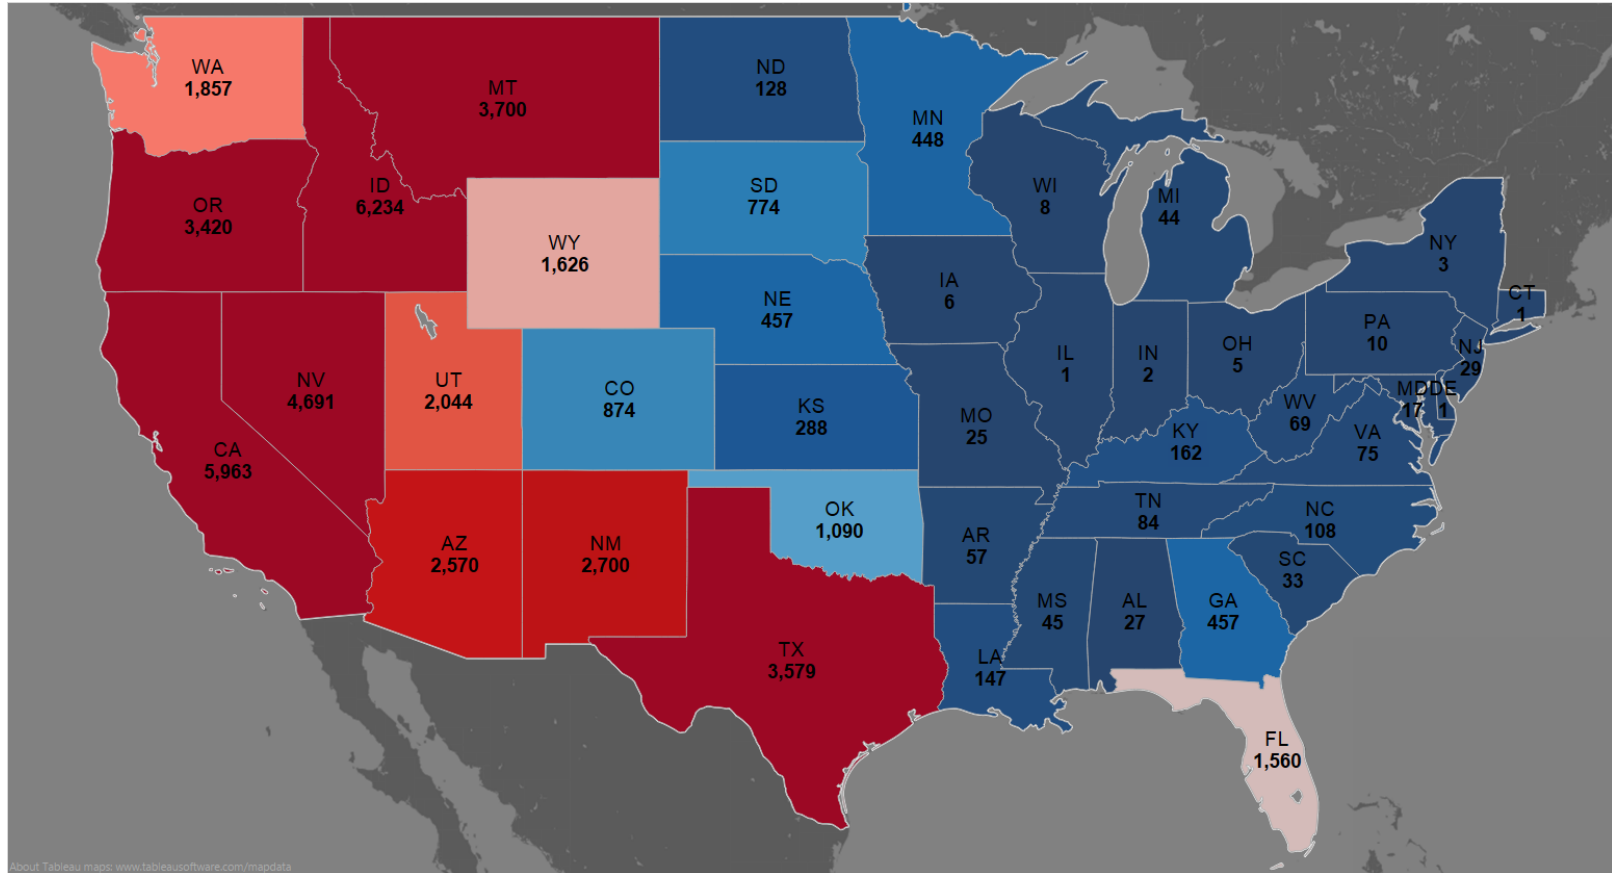 WA
1,857
MT
3,700
ND
128
MN
448
OR
3,420
ID
6,234
WY
1,626
SD
774
WI
8
MI
44
NY
3
CT
1
NE
457
IA
6
PA
10
NJ
29
NV
4,691
UT
2,044
CO
874
KS
288
IL
1
IN
2
OH
5
MD
17
DE
1
WV
69
VA
75
CA
5,963
MO
25
KY
162
AZ
2,570
NM
2,700
OK
1,090
AR
57
TN
84
NC
108
SC
33
TX
3,579
LA
147
MS
45
AL
27
GA
457
FL
1,560
About Tableau maps: www.tableausoftware.com/mapdata